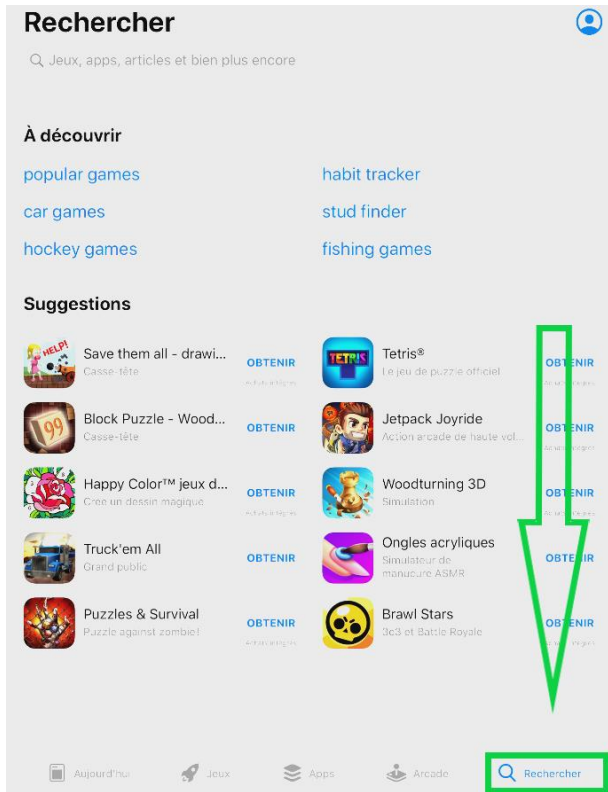 Rechercher
Jeux, apps, articles et bien plus encore
À découvrir
popular games
habit tracker
car games
stud finder
hockey games
fishing games
Suggestions
HELP!
Save them all - drawi...
Casse-tête
OBTENIR
TETRIS
Tetris®
Le jeu de puzzle officiel
OBTENIR
99
Block Puzzle - Wood...
Casse-tête
OBTENIR
Jetpack Joyride
Action arcade de haute vol...
OBTENIR
Happy Color™ jeux d...
Crée un dessin magique
OBTENIR
Woodturning 3D
Simulation
OBTENIR
Truck'em All
Grand public
OBTENIR
Ongles acryliques
Simulateur de
manucure ASMR
OBTENIR
Puzzles & Survival
Puzzle against zombie!
OBTENIR
Brawl Stars
3c3 et Battle Royale
OBTENIR
Aujourd'hui
Jeux
Apps
Arcade
Rechercher